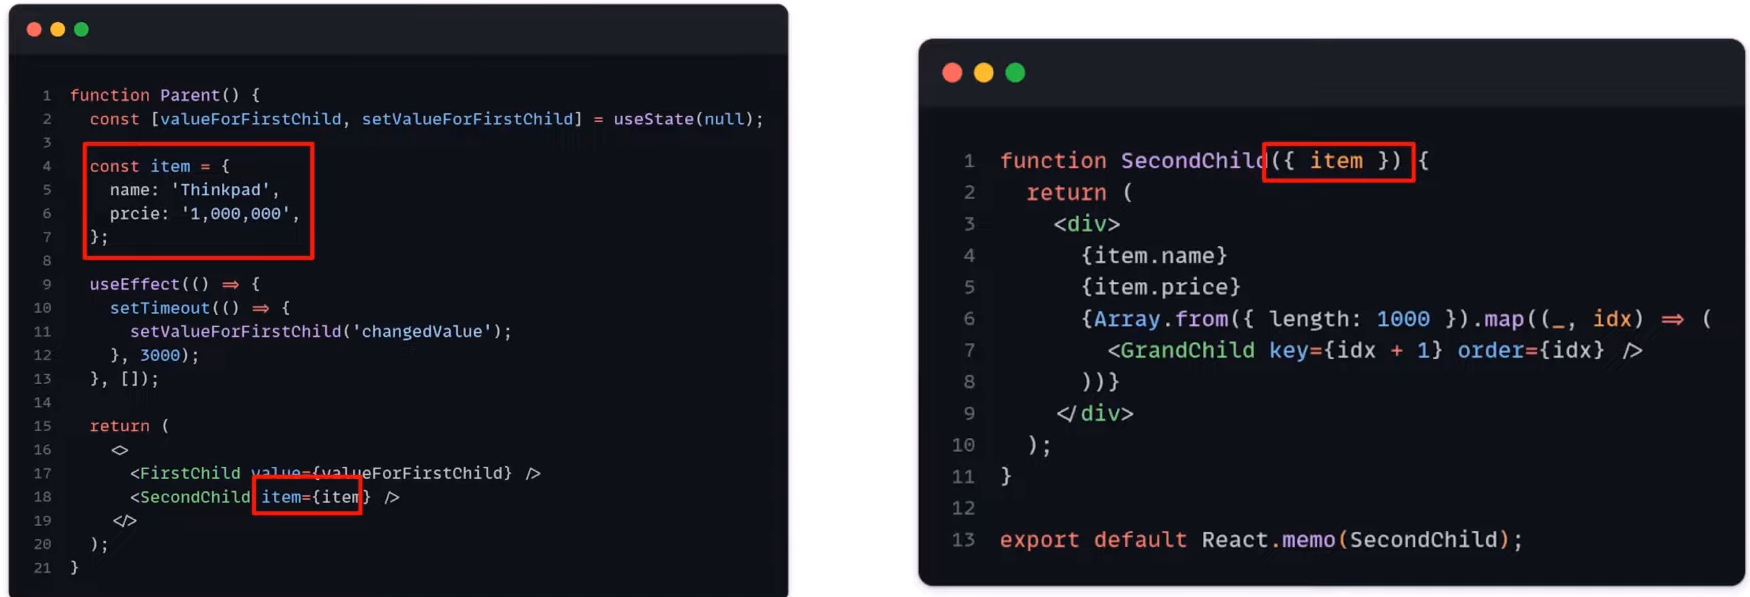 1 function Parent() {
2 const [valueForFirstChild, setValueForFirstChild] = useState(null);
3
4 const item = {
5 name: 'Thinkpad',
6 prcie: '1,000,000',
7 };
8
9 useEffect(() => {
10 setTimeout(() => {
11 setValueForFirstChild('changedValue');
12 }, 3000);
13 }, []);
14
15 return (
16 <>
17 <FirstChild value={valueForFirstChild} />
18 <SecondChild item={item} />
19 </>
20 );
21 }
1 function SecondChild({ item }) {
2 return (
3 <div>
4 {item.name}
5 {item.price}
6 {Array.from({ length: 1000 }).map((_, idx) => (
7 <GrandChild key={idx + 1} order={idx} />
8 ))}
9 </div>
10 );
11 }
12
13 export default React.memo(SecondChild);